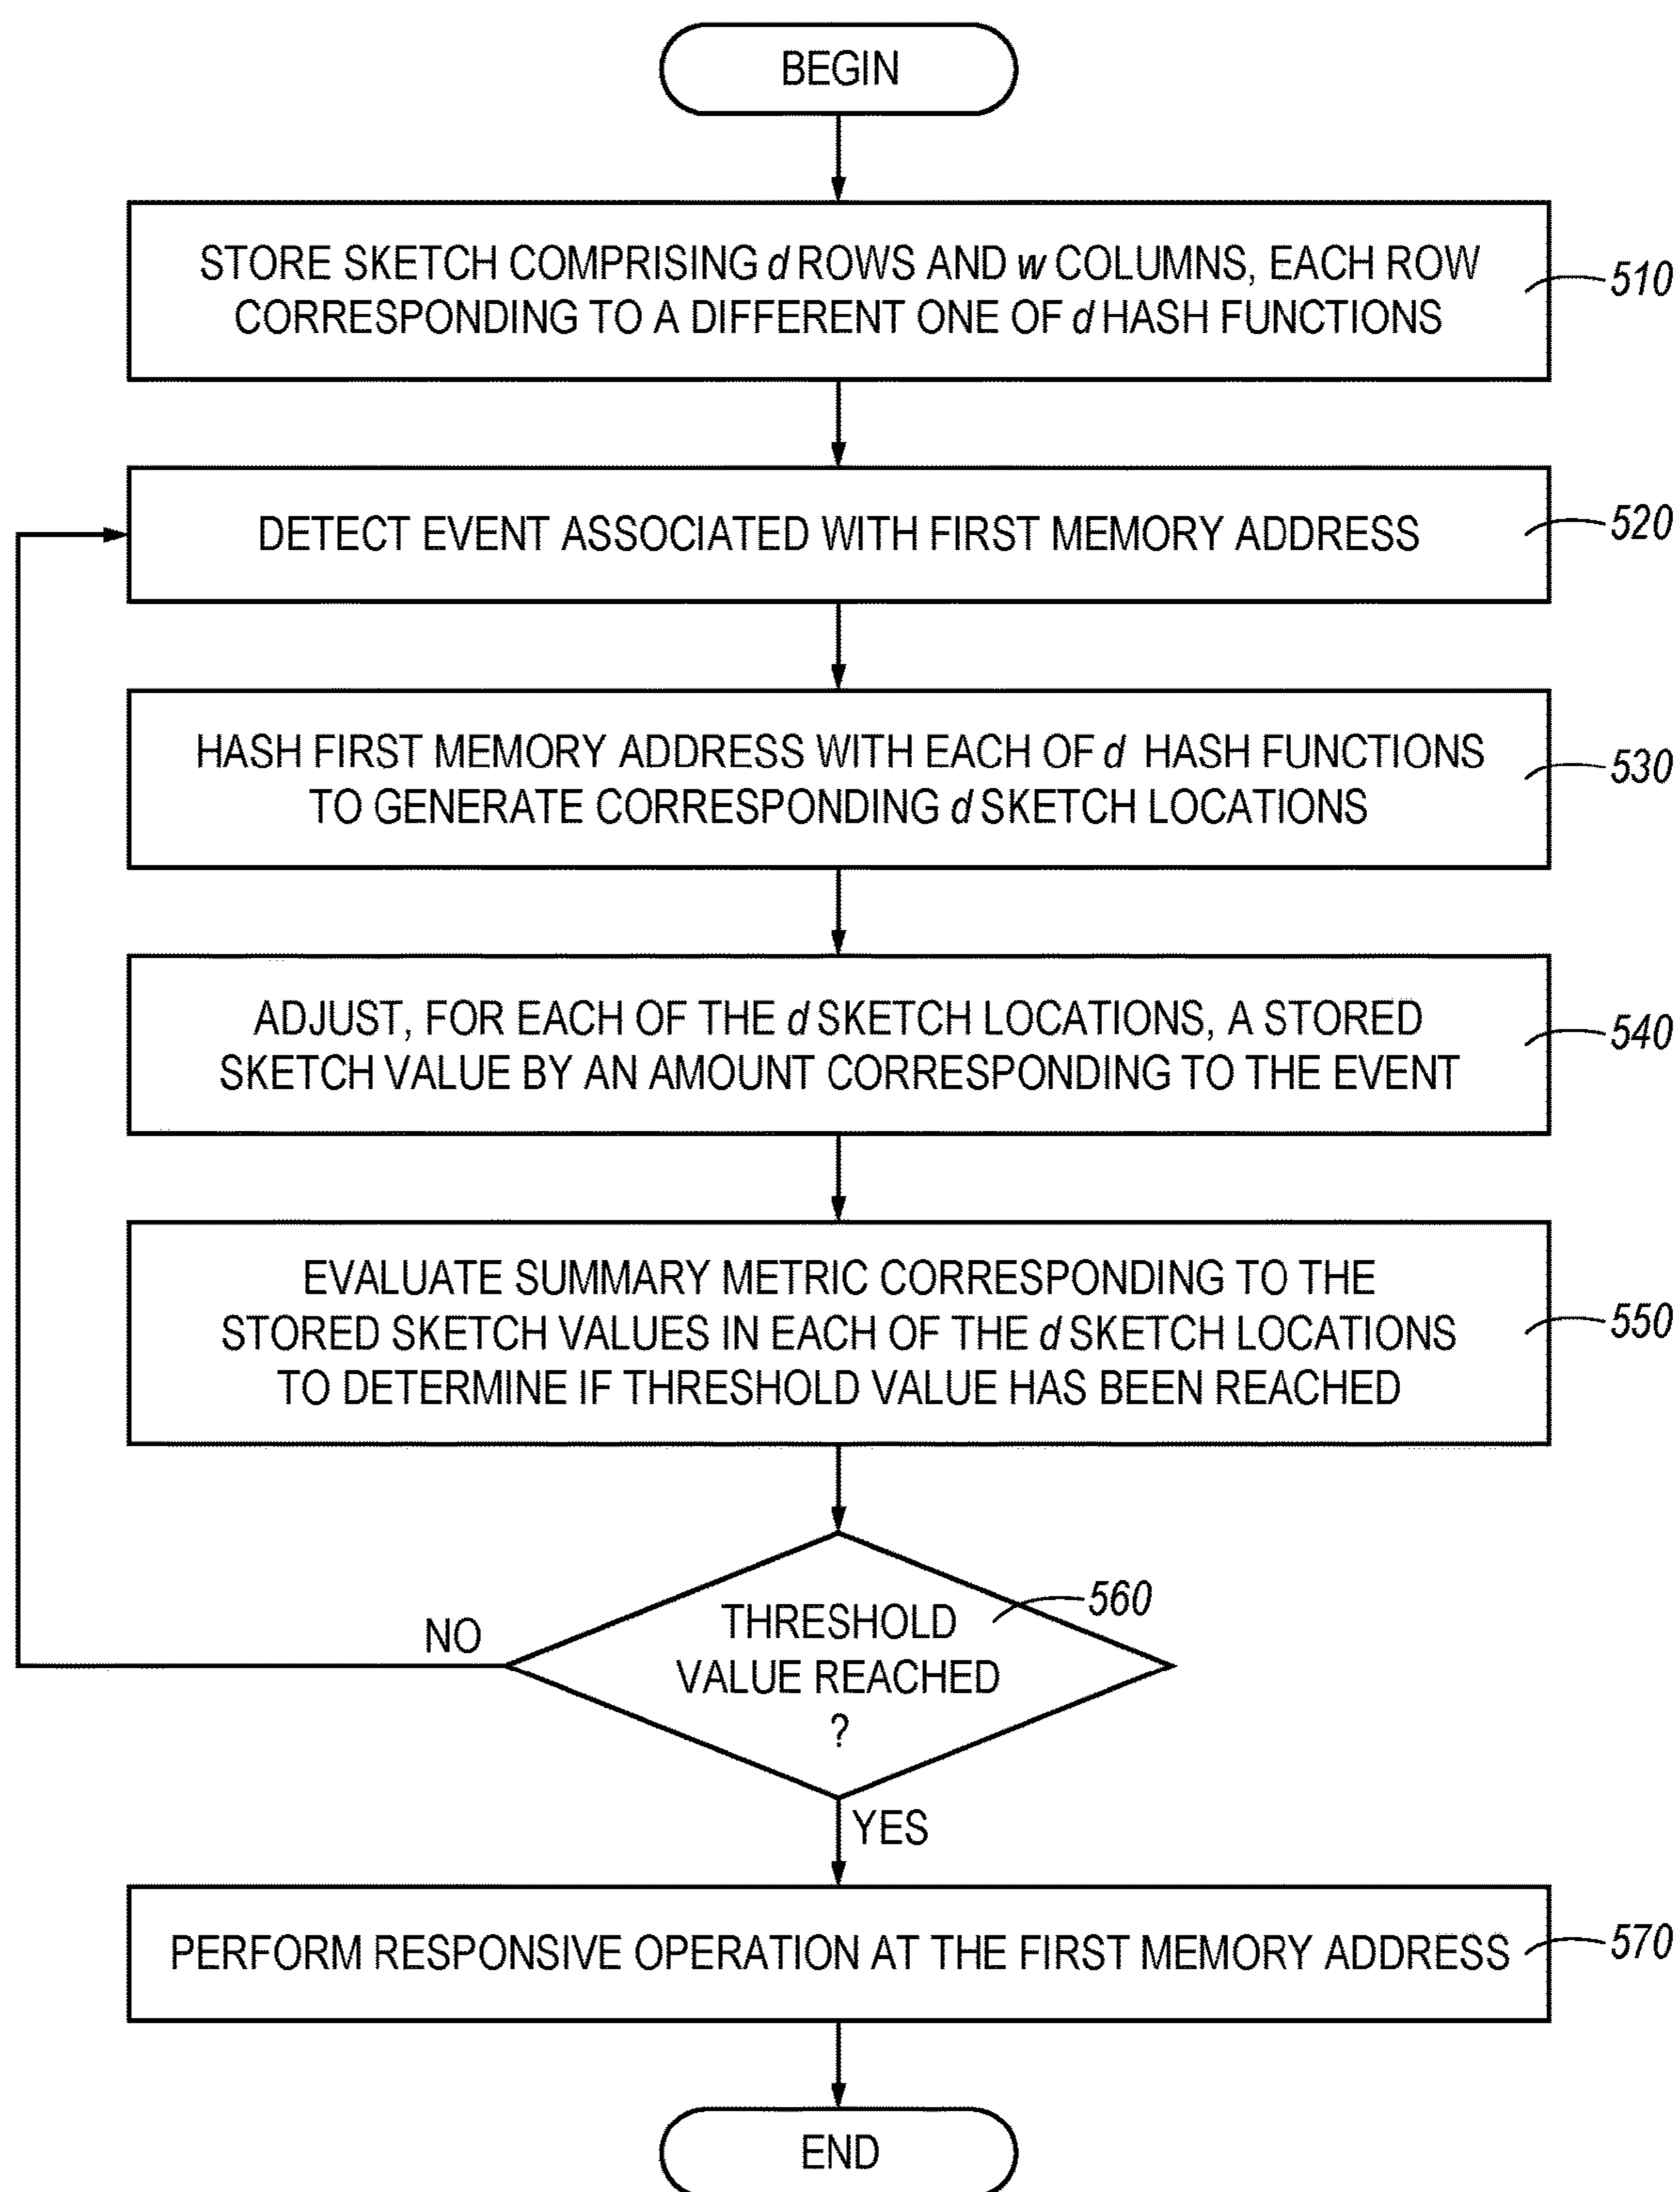 BEGIN
STORE SKETCH COMPRISING d ROWS AND w COLUMNS, EACH ROW
CORRESPONDING TO A DIFFERENT ONE OF d HASH FUNCTIONS
510
DETECT EVENT ASSOCIATED WITH FIRST MEMORY ADDRESS
520
HASH FIRST MEMORY ADDRESS WITH EACH OF d HASH FUNCTIONS
TO GENERATE CORRESPONDING d SKETCH LOCATIONS
530
ADJUST, FOR EACH OF THE d SKETCH LOCATIONS, A STORED
SKETCH VALUE BY AN AMOUNT CORRESPONDING TO THE EVENT
540
EVALUATE SUMMARY METRIC CORRESPONDING TO THE
STORED SKETCH VALUES IN EACH OF THE d SKETCH LOCATIONS
TO DETERMINE IF THRESHOLD VALUE HAS BEEN REACHED
550
THRESHOLD
VALUE REACHED
?
560
NO
YES
PERFORM RESPONSIVE OPERATION AT THE FIRST MEMORY ADDRESS
570
END